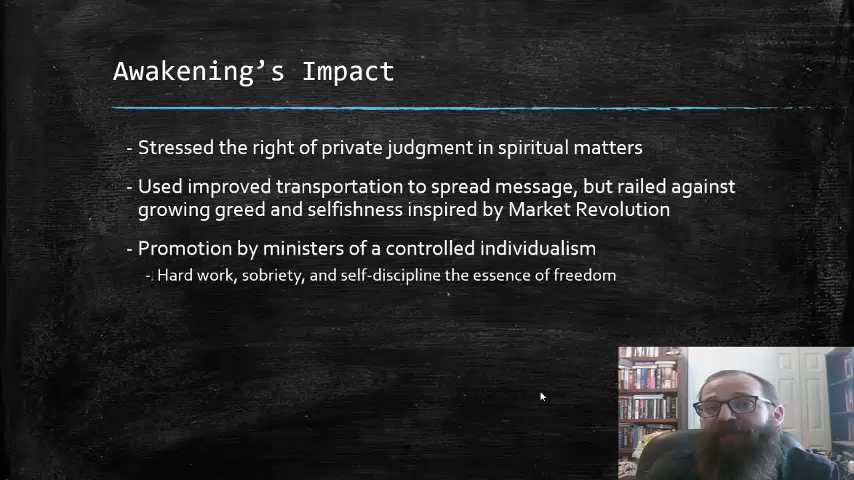 Awakening's Impact
- Stressed the right of private judgment in spiritual matters
- Used improved transportation to spread message, but railed against
growing greed and selfishness inspired by Market Revolution
- Promotion by ministers of a controlled individualism
- Hard work, sobriety, and self-discipline the essence of freedom